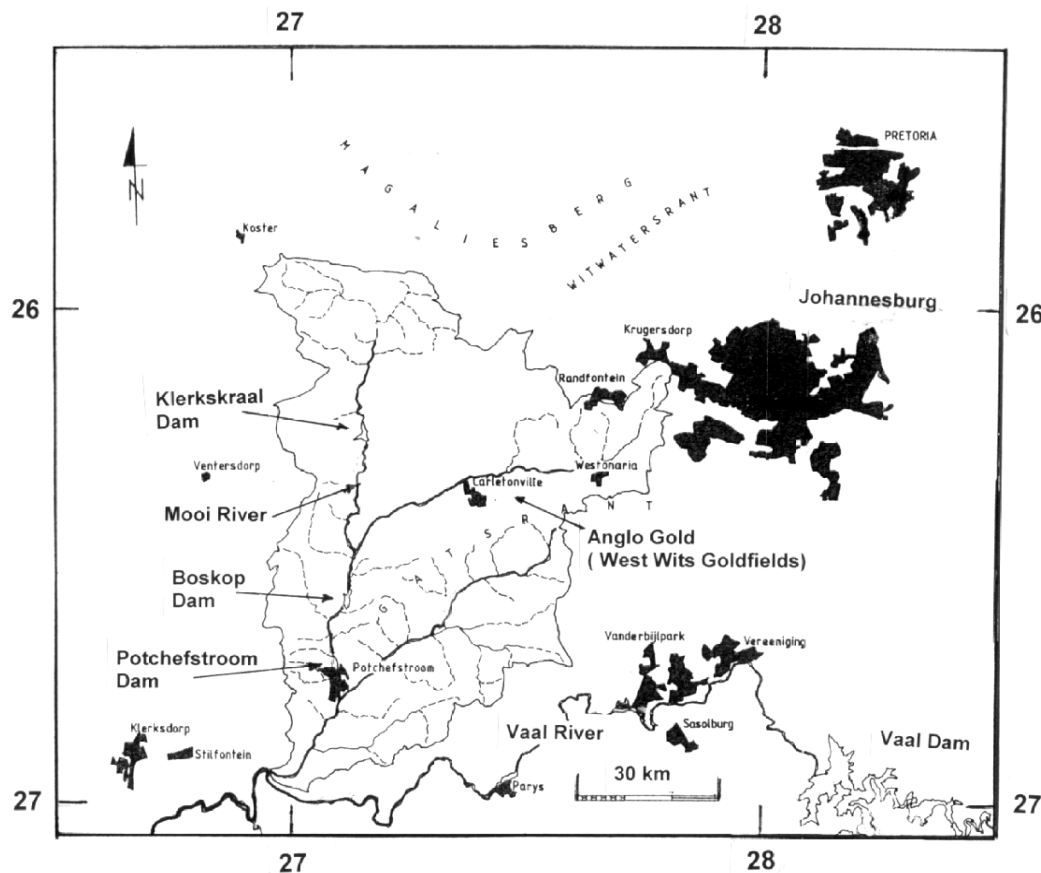 27
28
MAGALIESBERG
PRETORIA
N
Koster
WITWATERSRANT
26
26
Johannesburg
Krugersdorp
Randfontein
Klerkskraal
Dam
Ventersdorp
Westonaria
Carletonville
Mooi River
GATSRANT
Anglo Gold
( West Wits Goldfields)
Boskop
Dam
Vanderbijlpark
Vereeniging
Potchefstroom
Dam
Potchefstroom
Klerksdorp
Stilfontein
Vaal River
Sasolburg
Vaal Dam
30 km
Parys
27
27
27
28